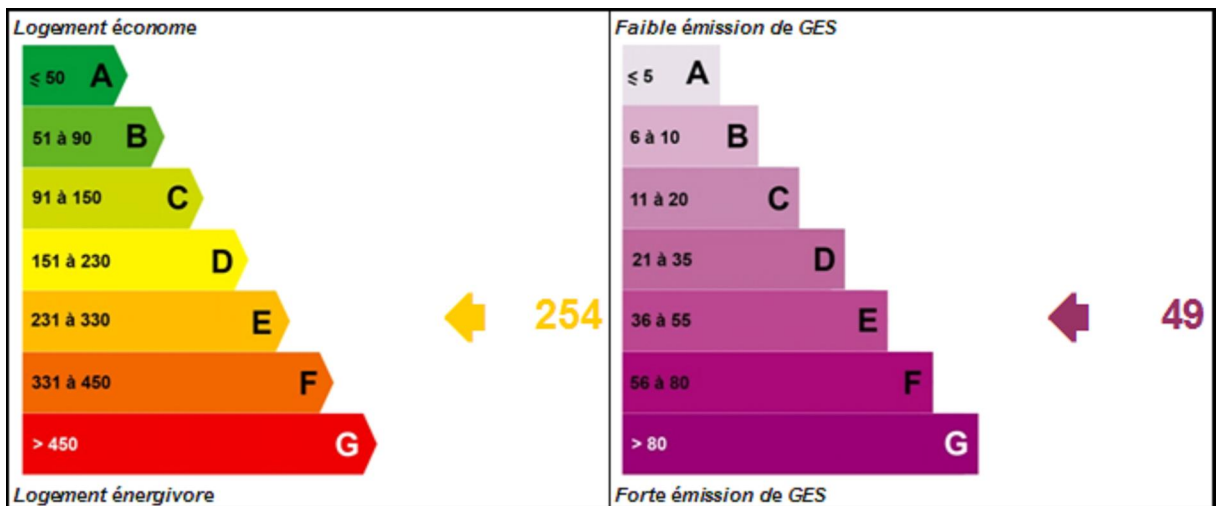 Logement économe
≤ 50 A
51 à 90 B
91 à 150 C
151 à 230 D
231 à 330 E
254
331 à 450 F
> 450 G
Logement énergivore
Faible émission de GES
≤ 5 A
6 à 10 B
11 à 20 C
21 à 35 D
36 à 55 E
49
56 à 80 F
> 80 G
Forte émission de GES